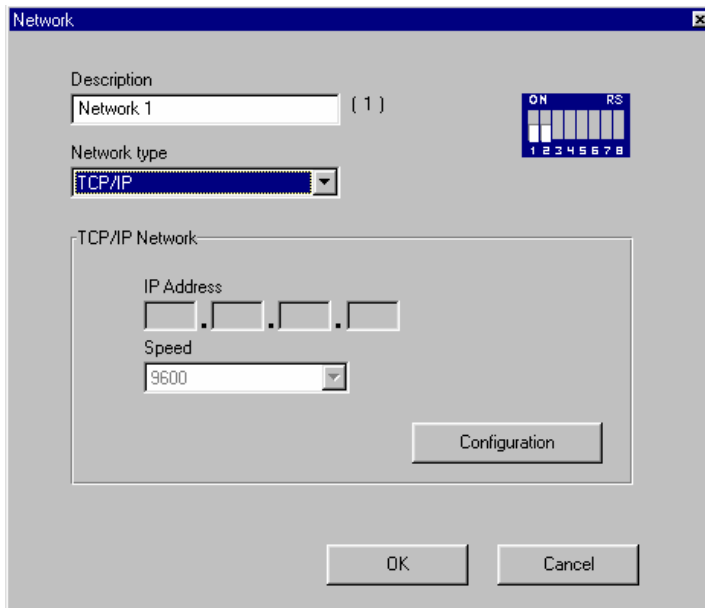 Network
Description
Network 1 ( 1 )
ON RS
1 2 3 4 5 6 7 8
Network type
TCP/IP
TCP/IP Network
IP Address
. . .
Speed
9600
Configuration
OK Cancel